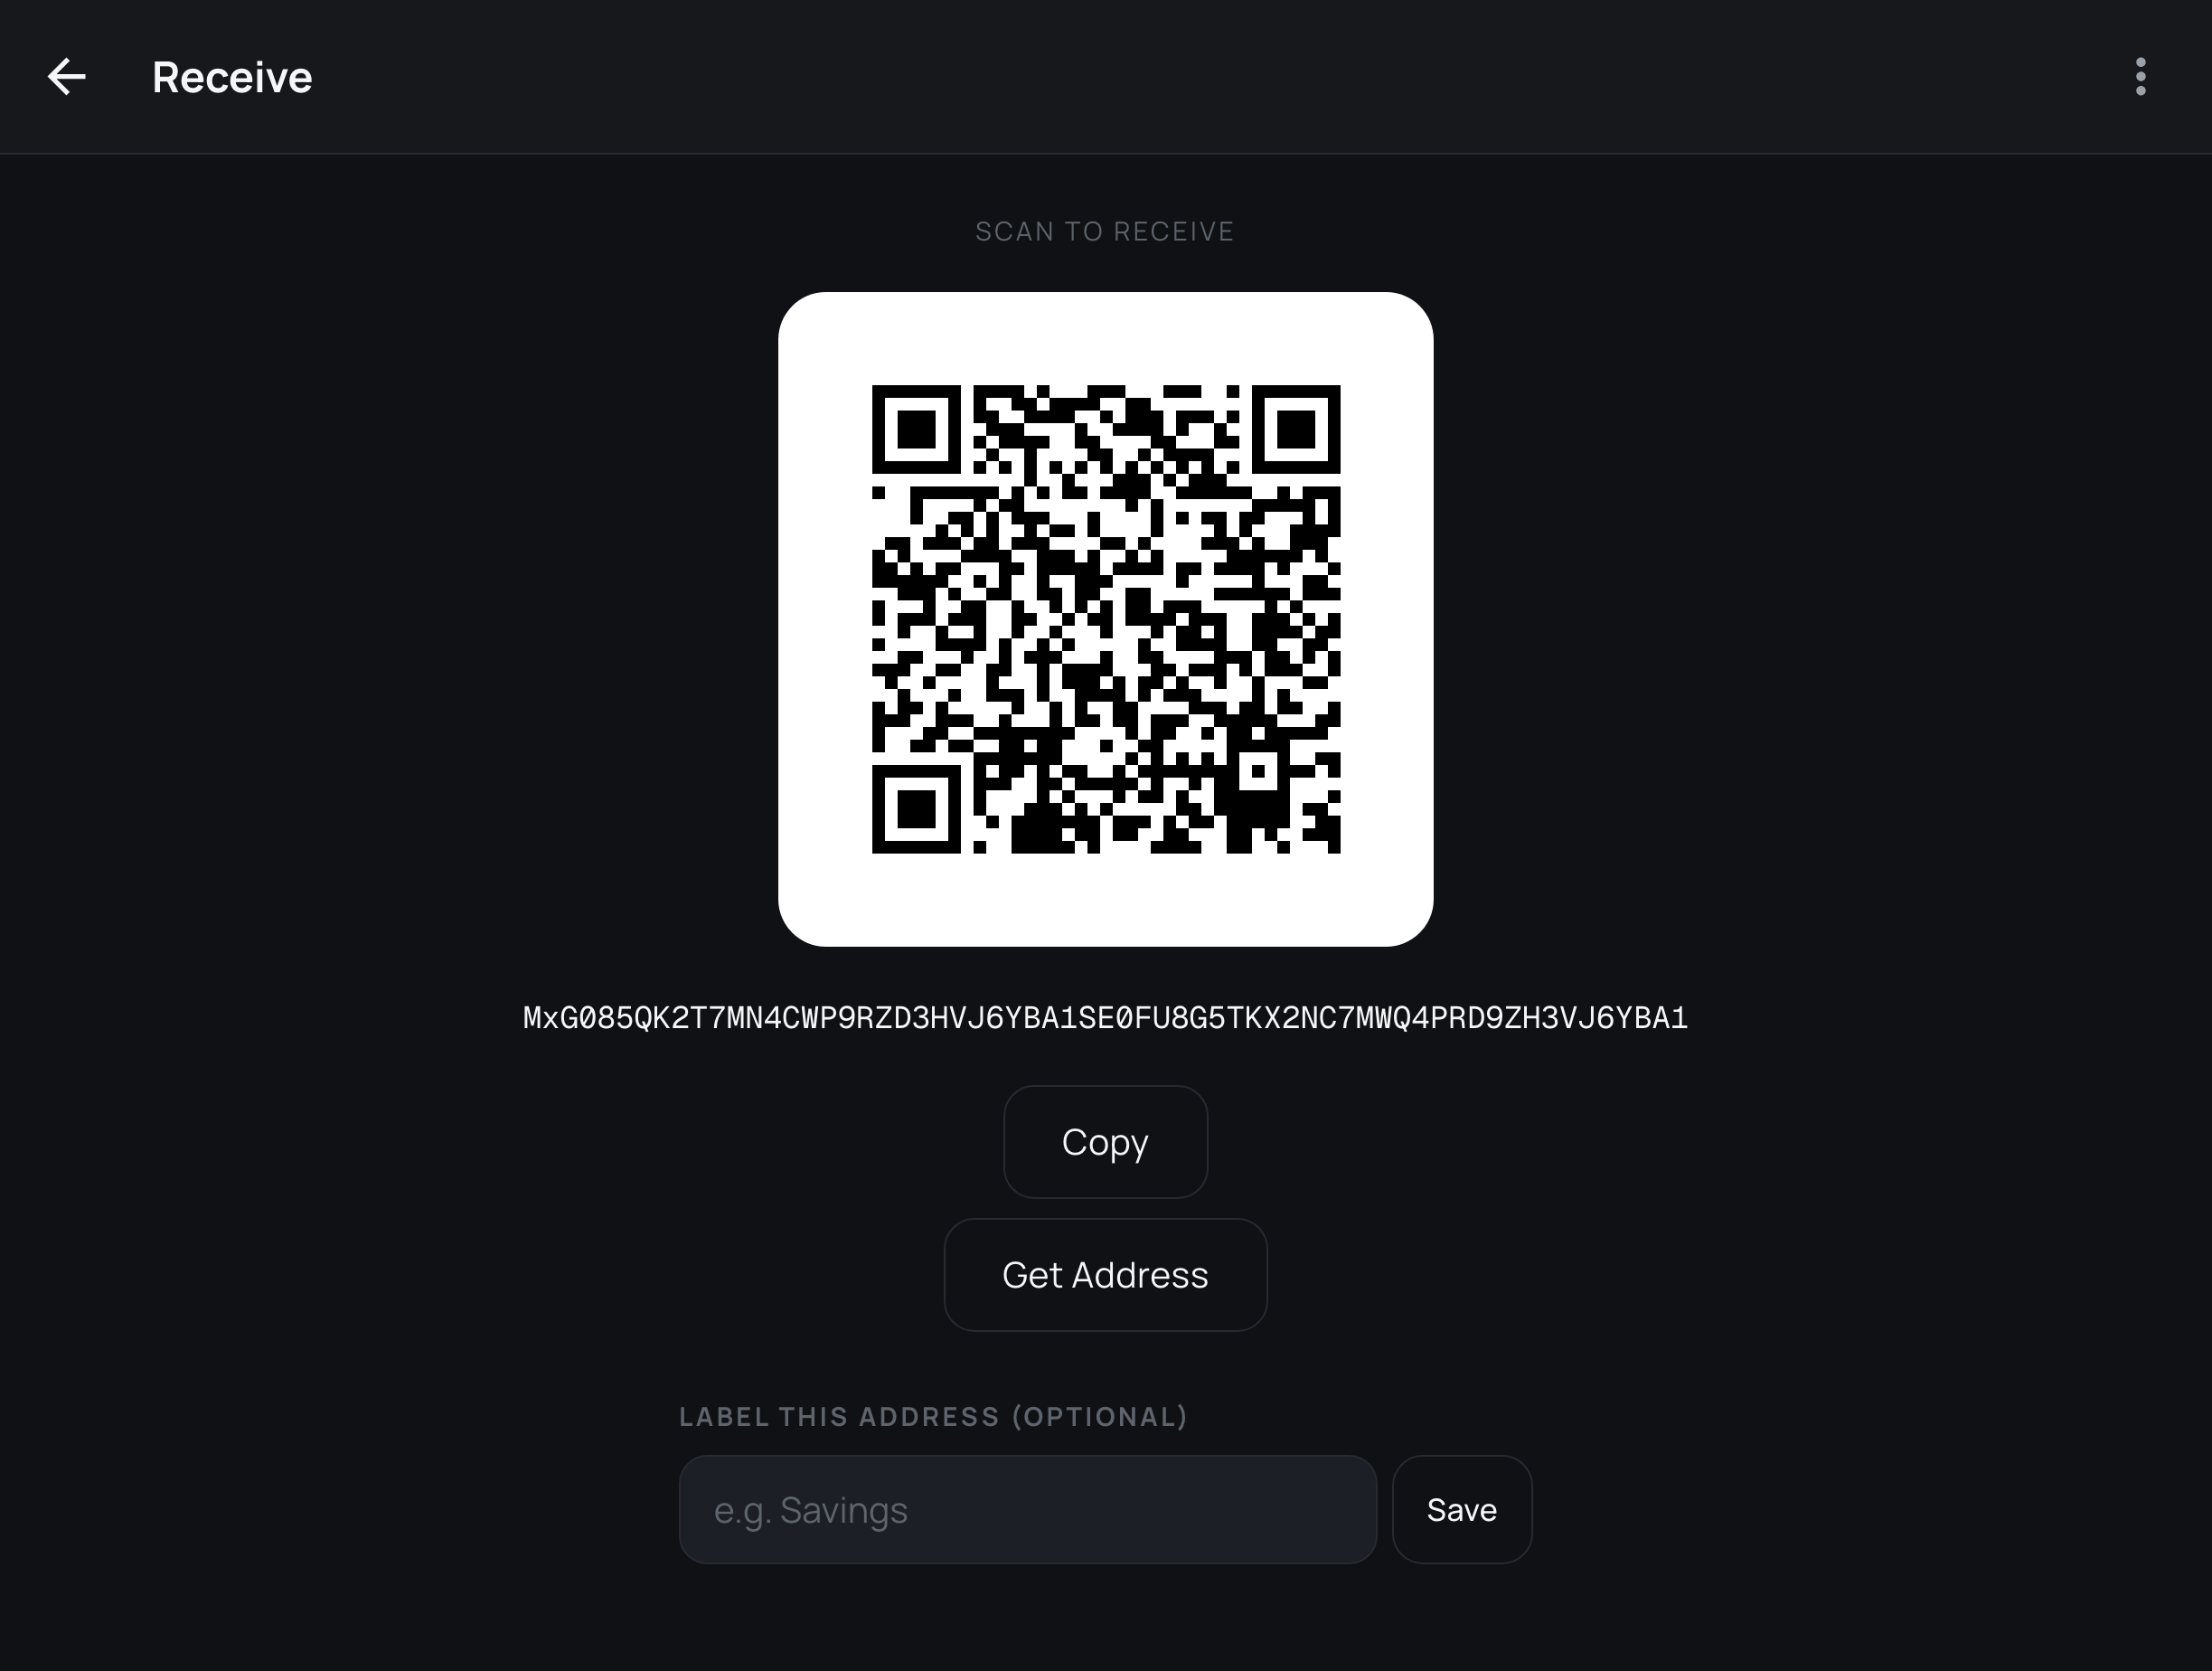 Receive
SCAN TO RECEIVE
MxG085QK2T7MN4CWP9RZD3HVJ6YBA1SE0FU8G5TKX2NC7MWQ4PRD9ZH3VJ6YBA1
Copy
Get Address
LABEL THIS ADDRESS (OPTIONAL)
e.g. Savings
Save